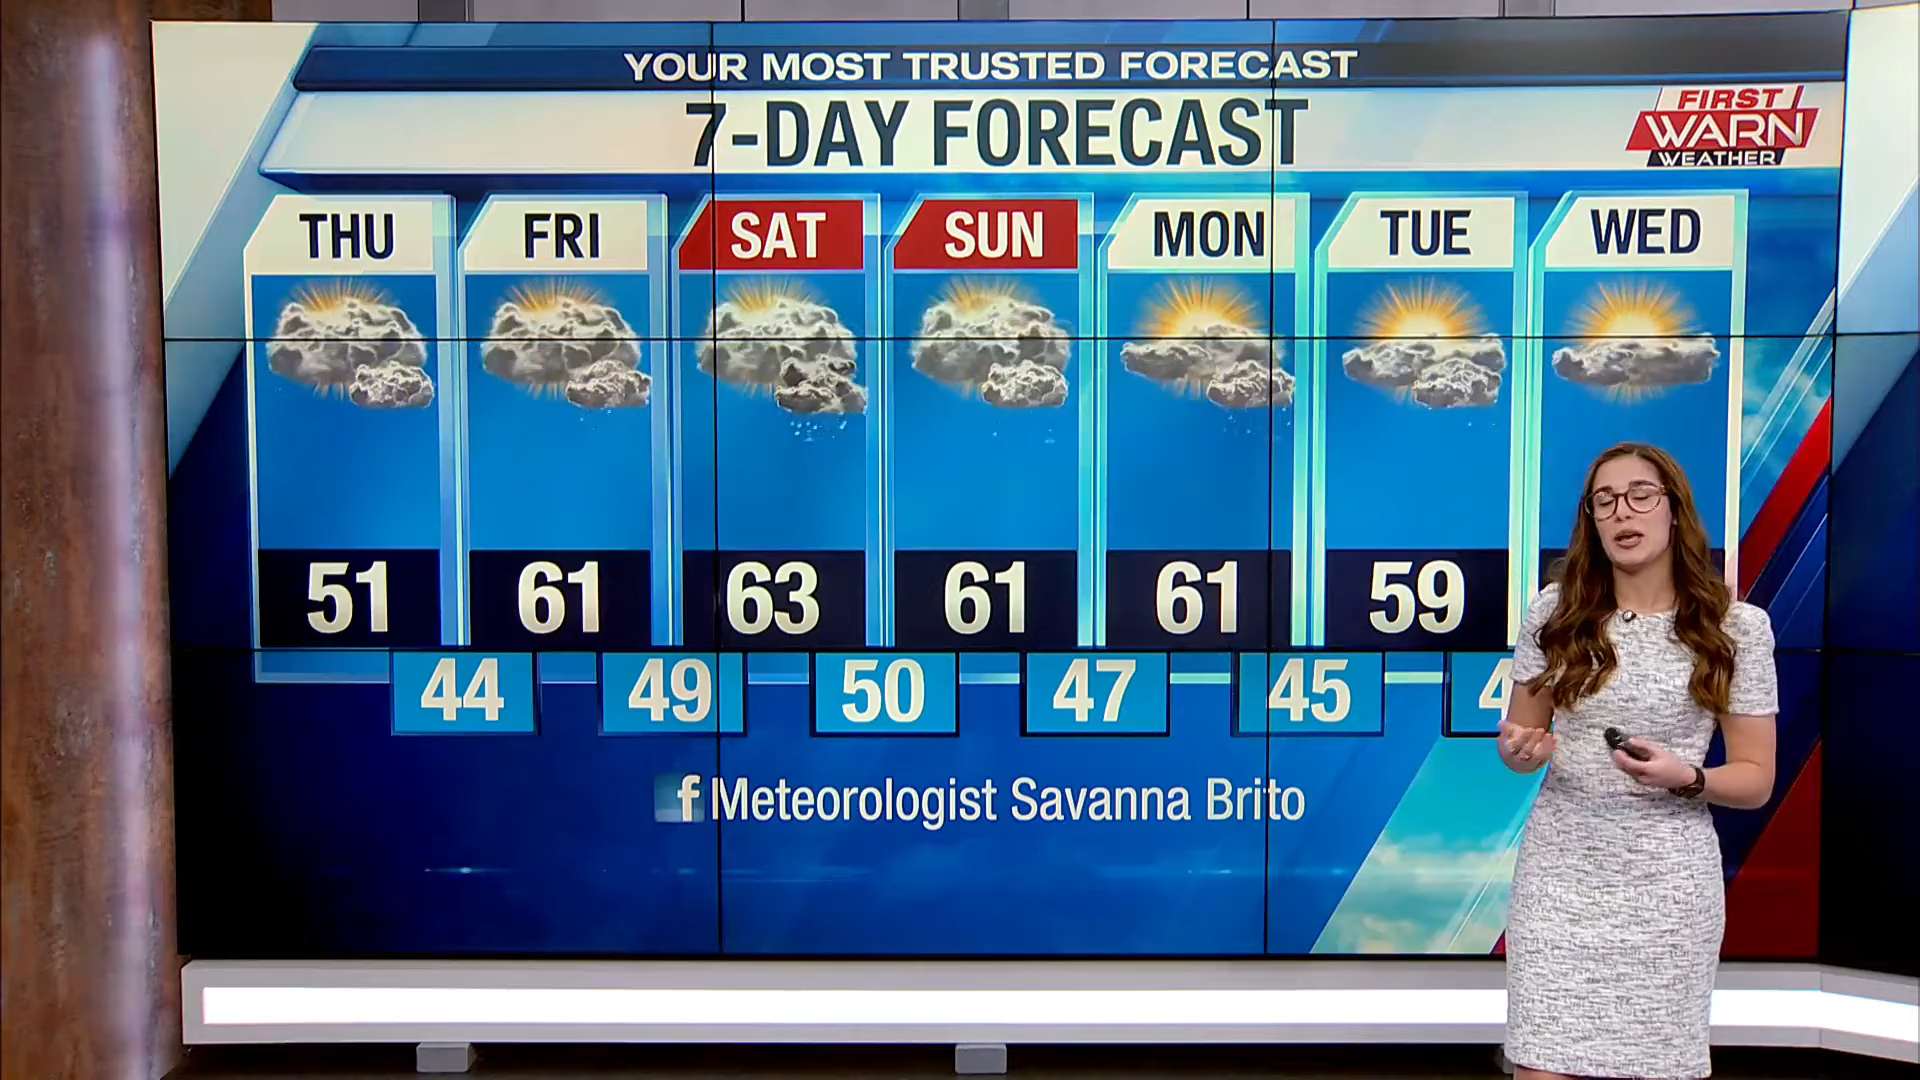 YOUR MOST TRUSTED FORECAST
7-DAY FORECAST
FIRST
WARN
WEATHER
THU FRI SAT SUN MON TUE WED
51 61 63 61 61 59
44 49 50 47 45
f Meteorologist Savanna Brito